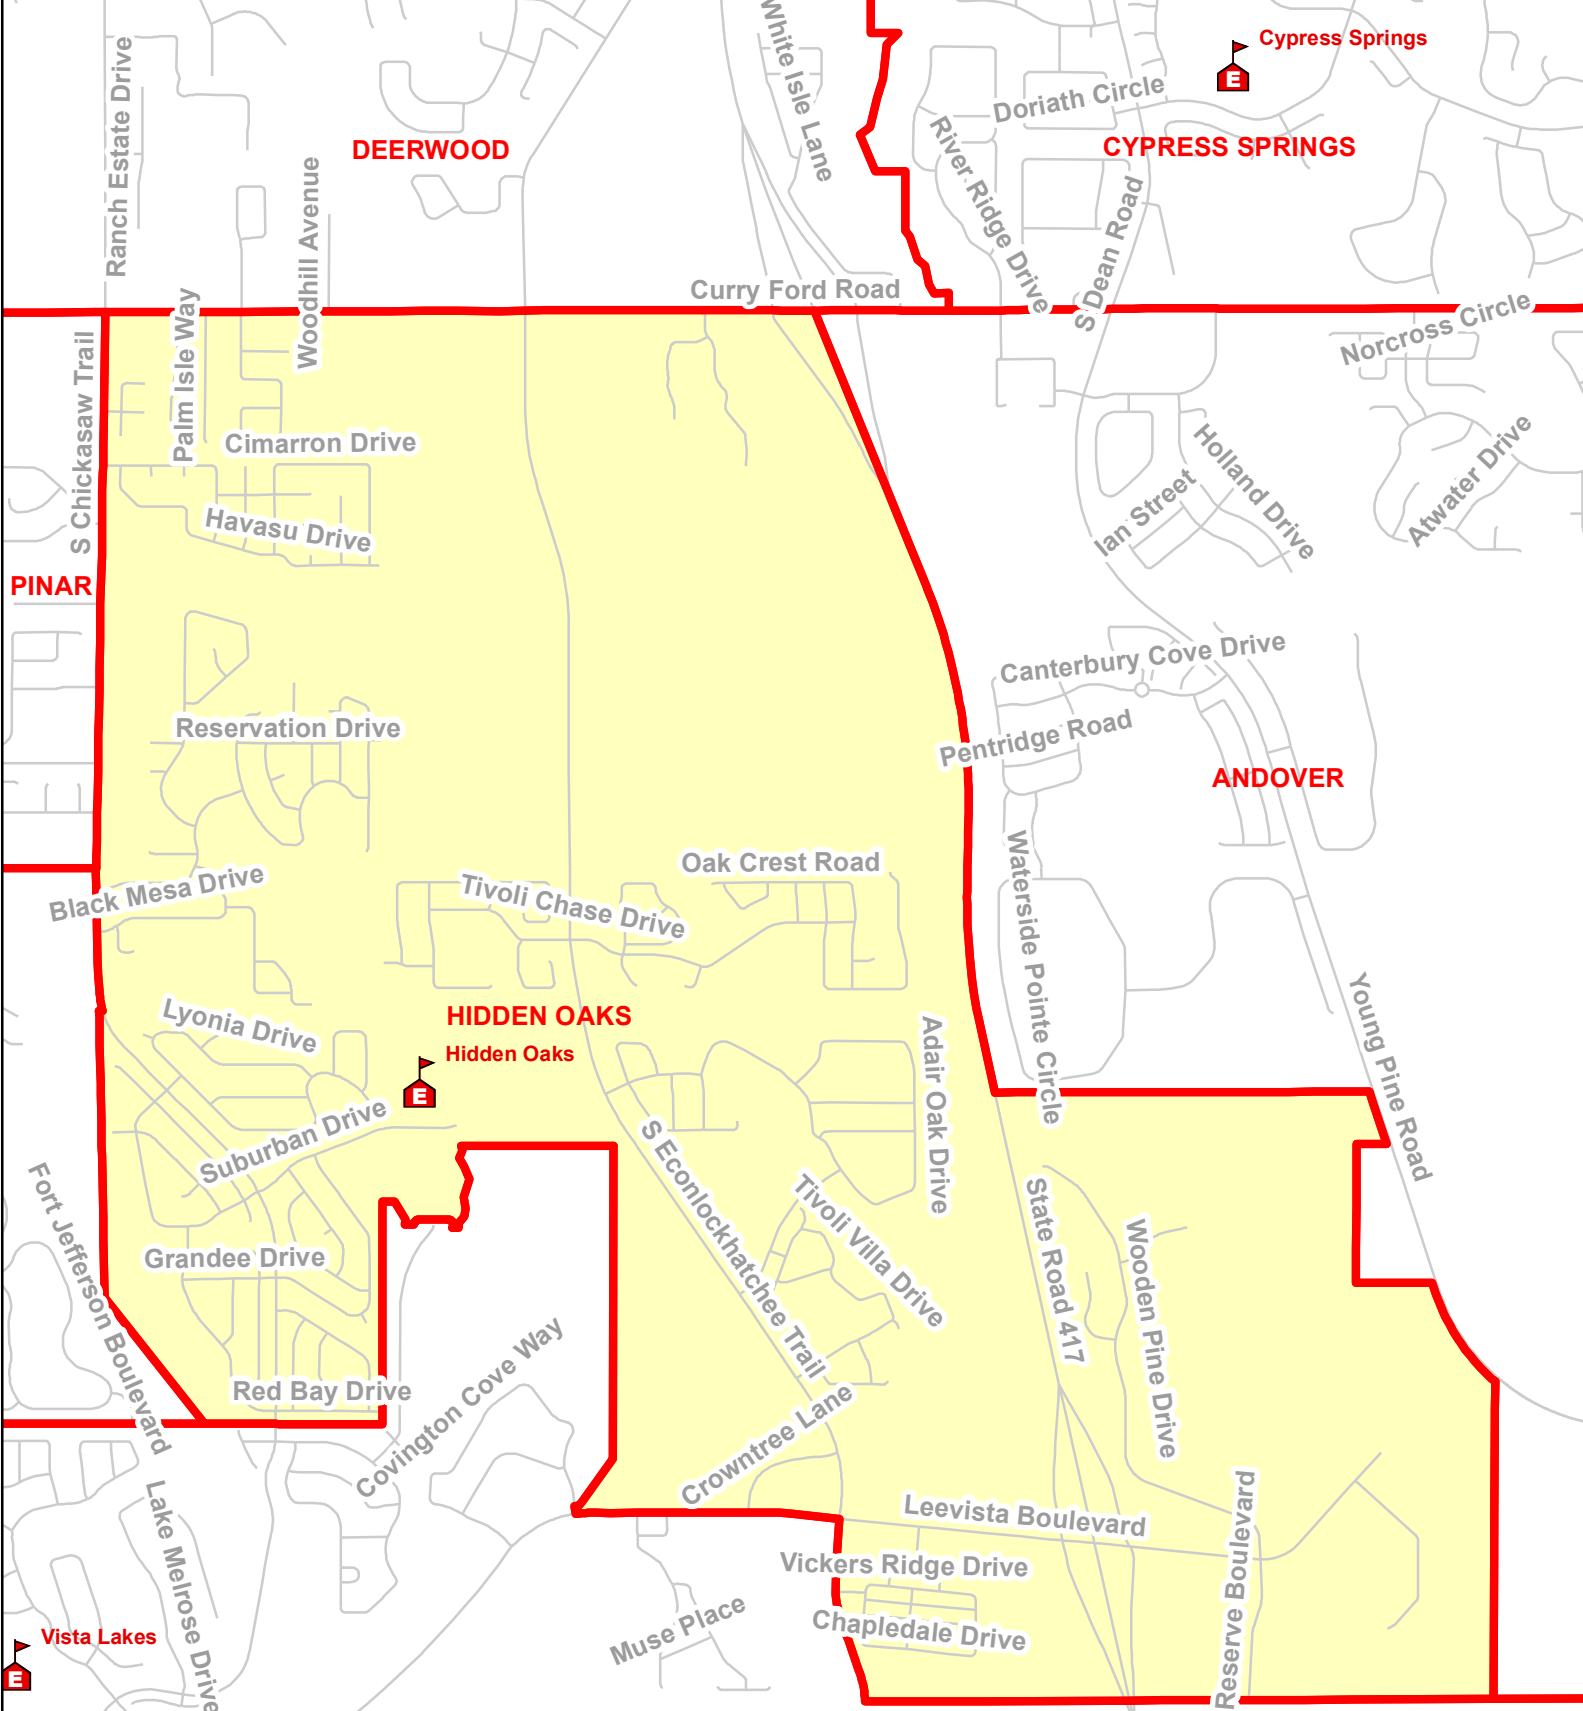 Cypress Springs
E
White Isle Lane
Ranch Estate Drive
Doriath Circle
DEERWOOD
CYPRESS SPRINGS
River Ridge Drive
Woodhill Avenue
S Dean Road
Curry Ford Road
Palm Isle Way
Norcross Circle
S Chickasaw Trail
Cimarron Drive
Holland Drive
Atwater Drive
Ian Street
Havasu Drive
PINAR
Canterbury Cove Drive
Reservation Drive
Pentridge Road
ANDOVER
Waterside Pointe Circle
Oak Crest Road
Black Mesa Drive
Tivoli Chase Drive
Young Pine Road
Lyonia Drive
HIDDEN OAKS
Hidden Oaks
E
Adair Oak Drive
Suburban Drive
S Econlockhatchee Trail
Fort Jefferson Boulevard
Tivoli Villa Drive
State Road 417
Wooden Pine Drive
Grandee Drive
Covington Cove Way
Red Bay Drive
Crowntree Lane
Leevista Boulevard
Reserve Boulevard
Lake Melrose Drive
Vickers Ridge Drive
Muse Place
Chapledale Drive
Vista Lakes
E